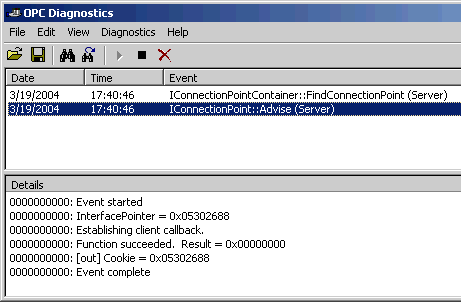 OPC Diagnostics
File Edit View Diagnostics Help
Date Time Event
3/19/2004 17:40:46 IConnectionPointContainer::FindConnectionPoint (Server)
3/19/2004 17:40:46 IConnectionPoint::Advise (Server)
Details
0000000000: Event started
0000000000: InterfacePointer = 0x05302688
0000000000: Establishing client callback.
0000000000: Function succeeded.  Result = 0x00000000
0000000000: [out] Cookie = 0x05302688
0000000000: Event complete